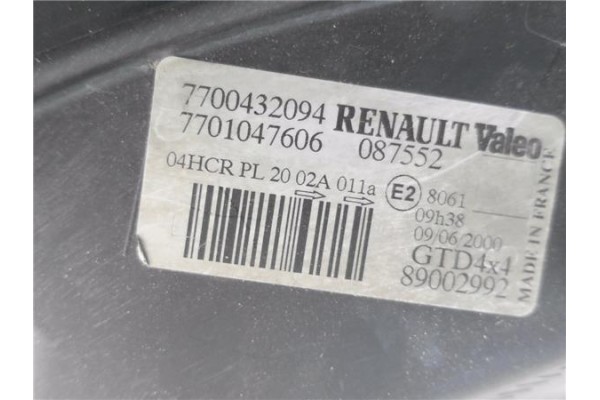 7700432094 RENAULT Valeo
7701047606 087552
04HCR PL 20 02A 011a E2 8061
09h38
09/06/2000
GTD4x4
89002992
MADE IN FRANCE